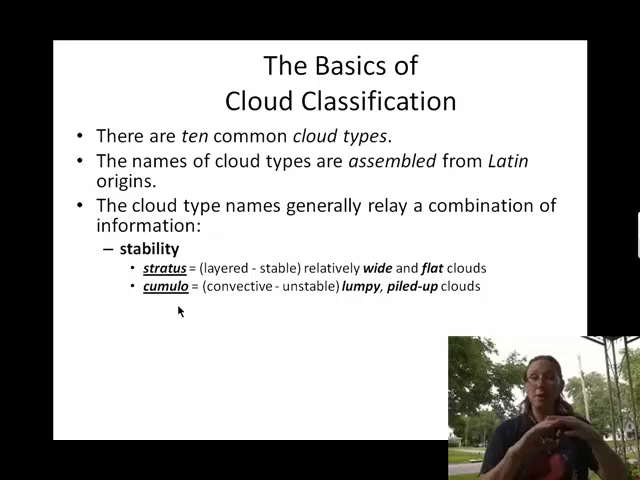 The Basics of
Cloud Classification
• There are ten common cloud types.
• The names of cloud types are assembled from Latin
origins.
• The cloud type names generally relay a combination of
information:
– stability
• stratus = (layered - stable) relatively wide and flat clouds
• cumulo = (convective - unstable) lumpy, piled-up clouds